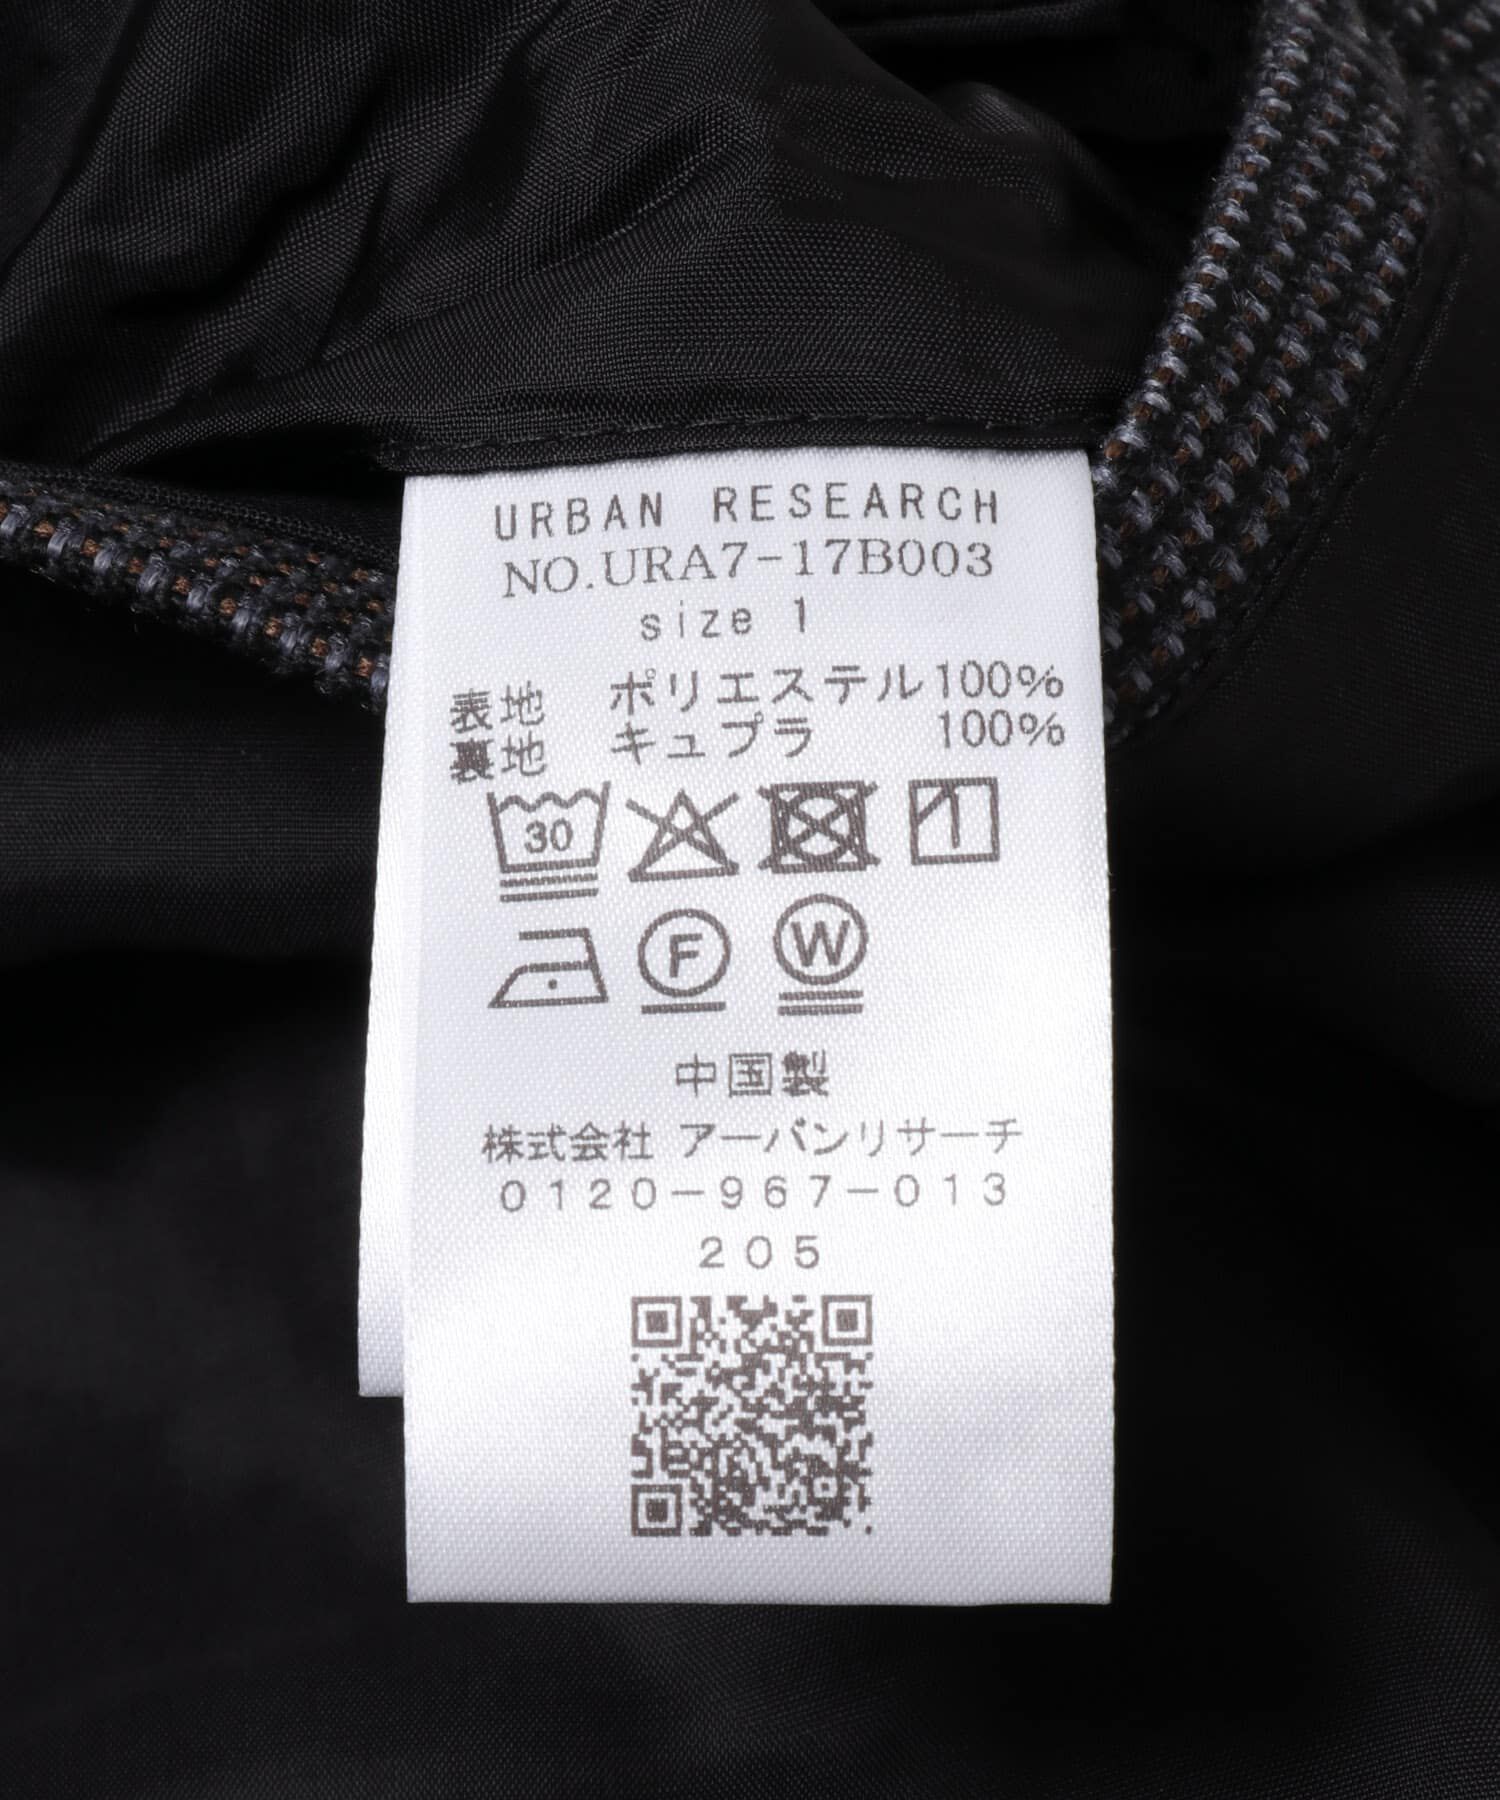 URBAN RESEARCH
NO.URA7-17B003
size 1
表地 ポリエステル100%
裏地 キュプラ 100%
30
F W
中国製
株式会社 アーバンリサーチ
0120-967-013
205